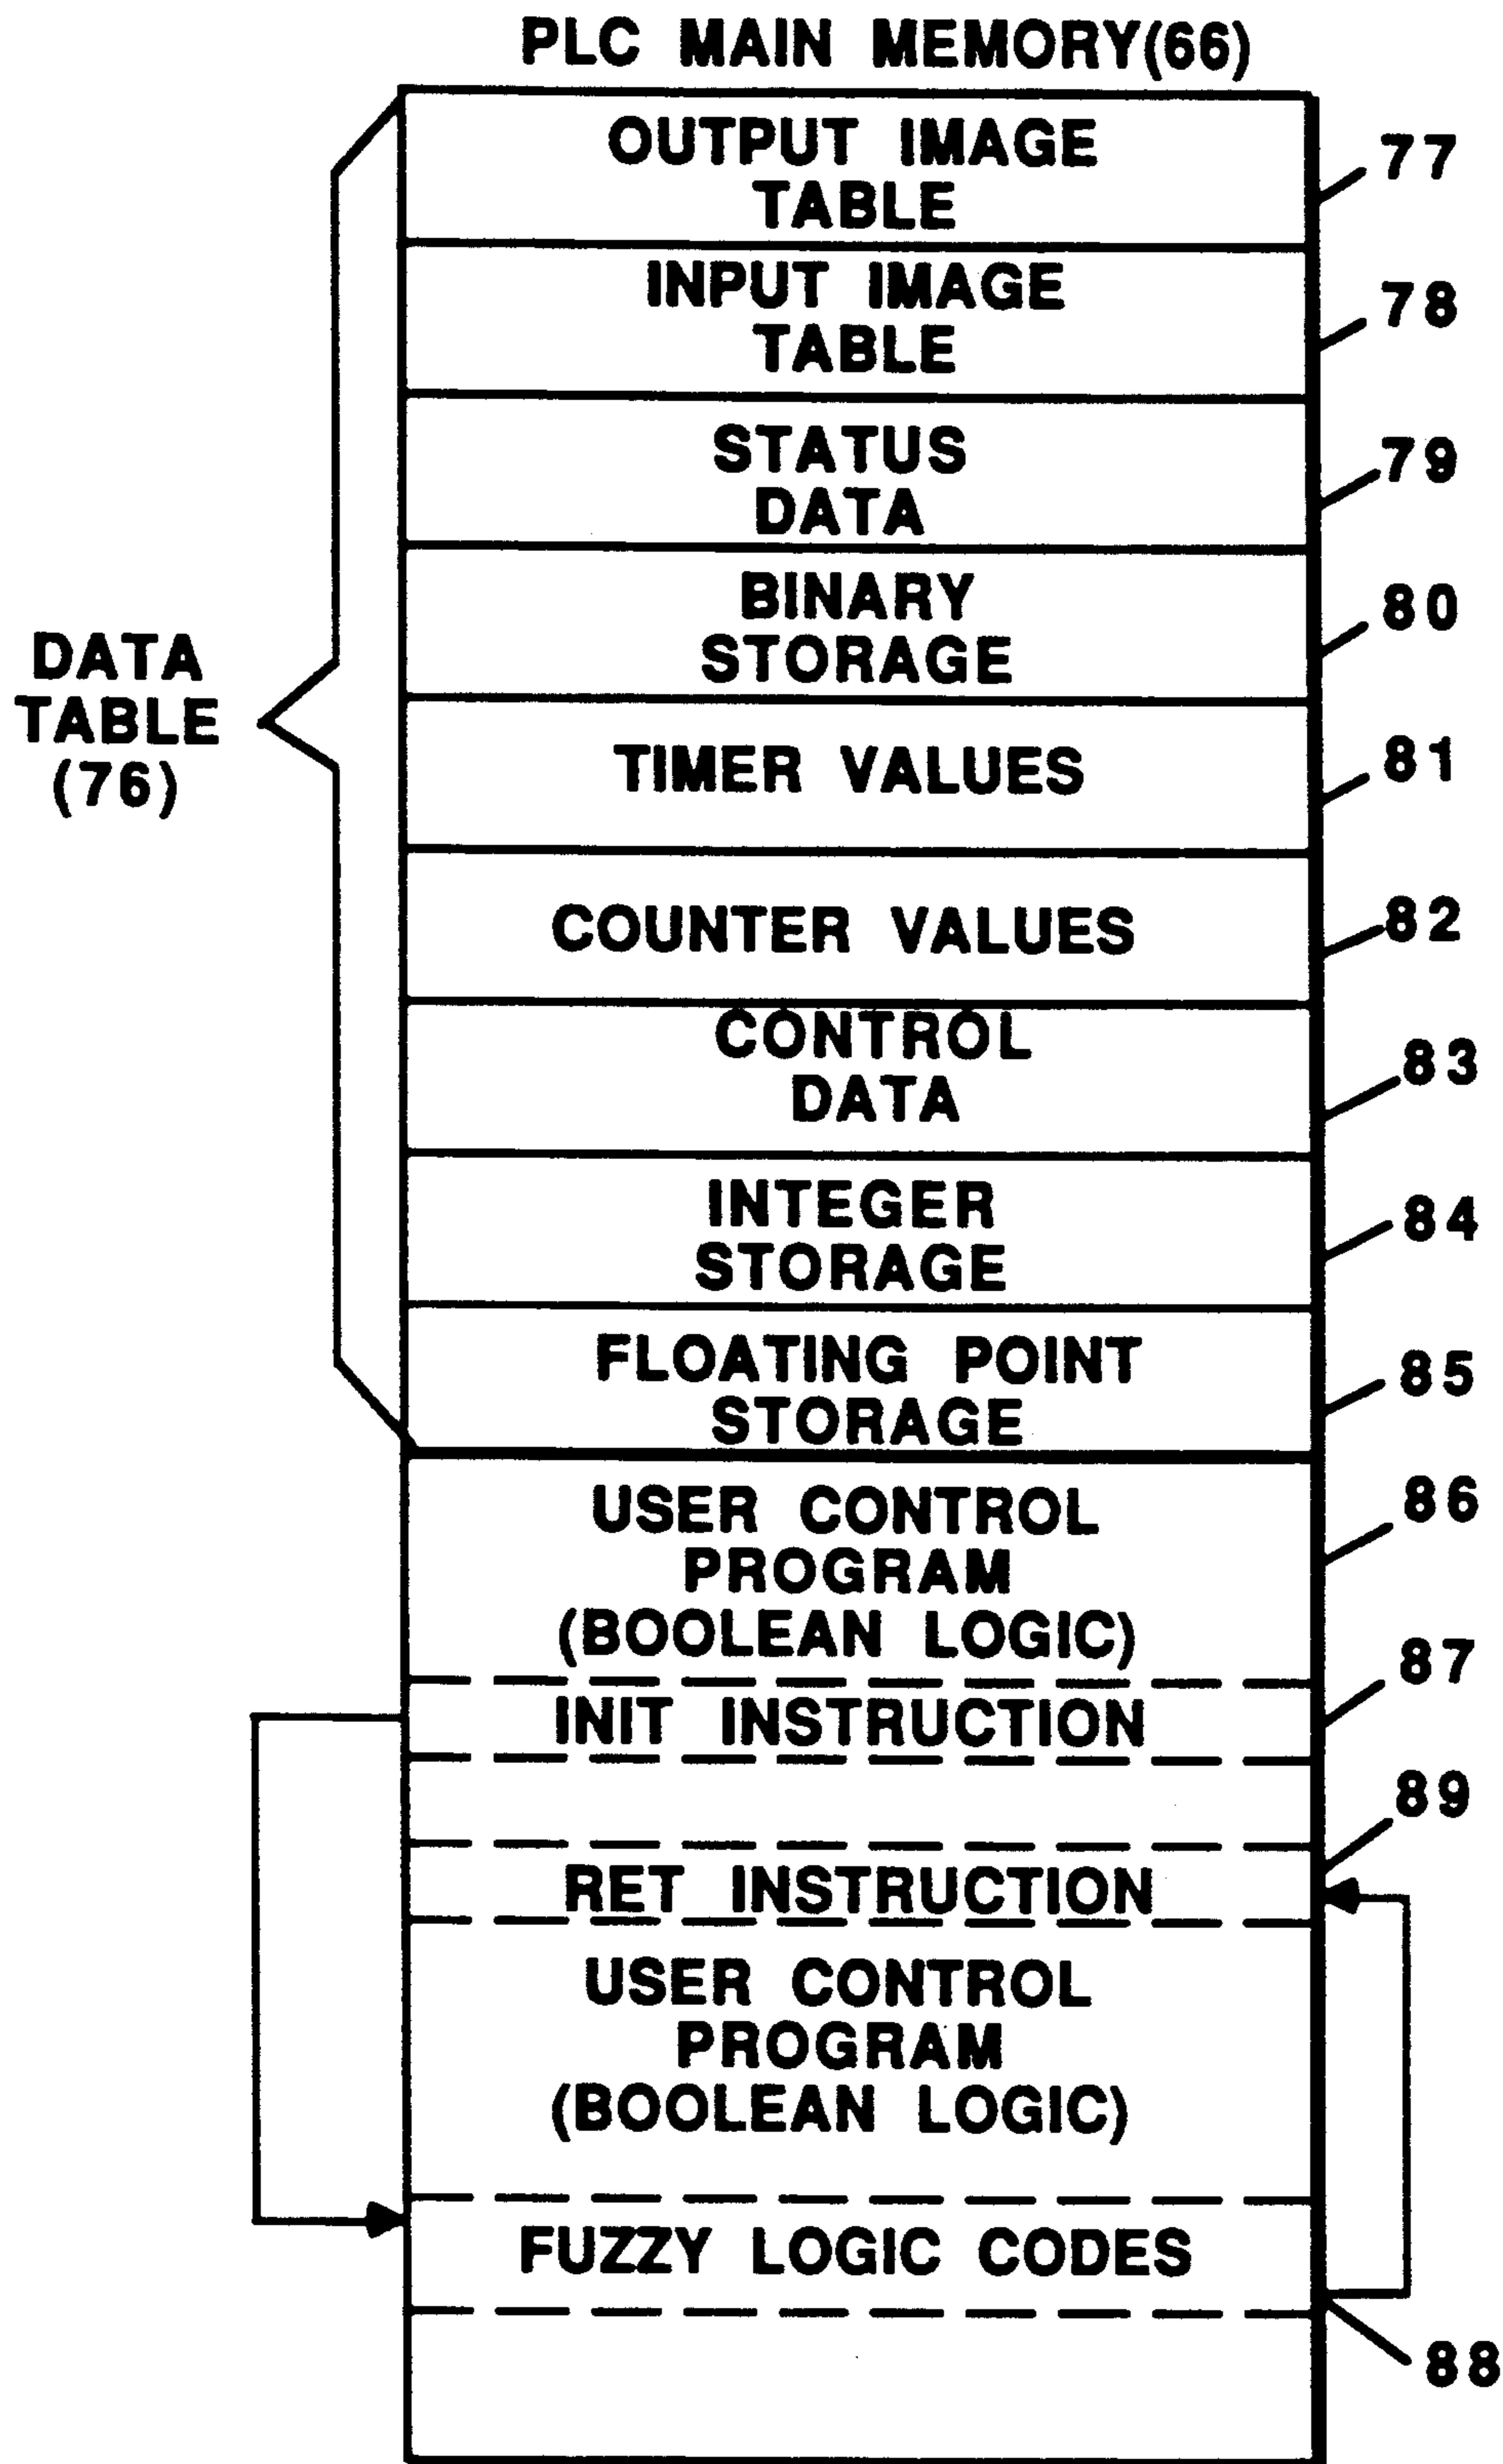 PLC MAIN MEMORY(66)
OUTPUT IMAGE
TABLE
77
INPUT IMAGE
TABLE
78
STATUS
DATA
79
BINARY
STORAGE
80
DATA
TABLE
(76)
TIMER VALUES
81
COUNTER VALUES
82
CONTROL
DATA
83
INTEGER
STORAGE
84
FLOATING POINT
STORAGE
85
USER CONTROL
PROGRAM
(BOOLEAN LOGIC)
86
INIT INSTRUCTION
87
RET INSTRUCTION
89
USER CONTROL
PROGRAM
(BOOLEAN LOGIC)
FUZZY LOGIC CODES
88